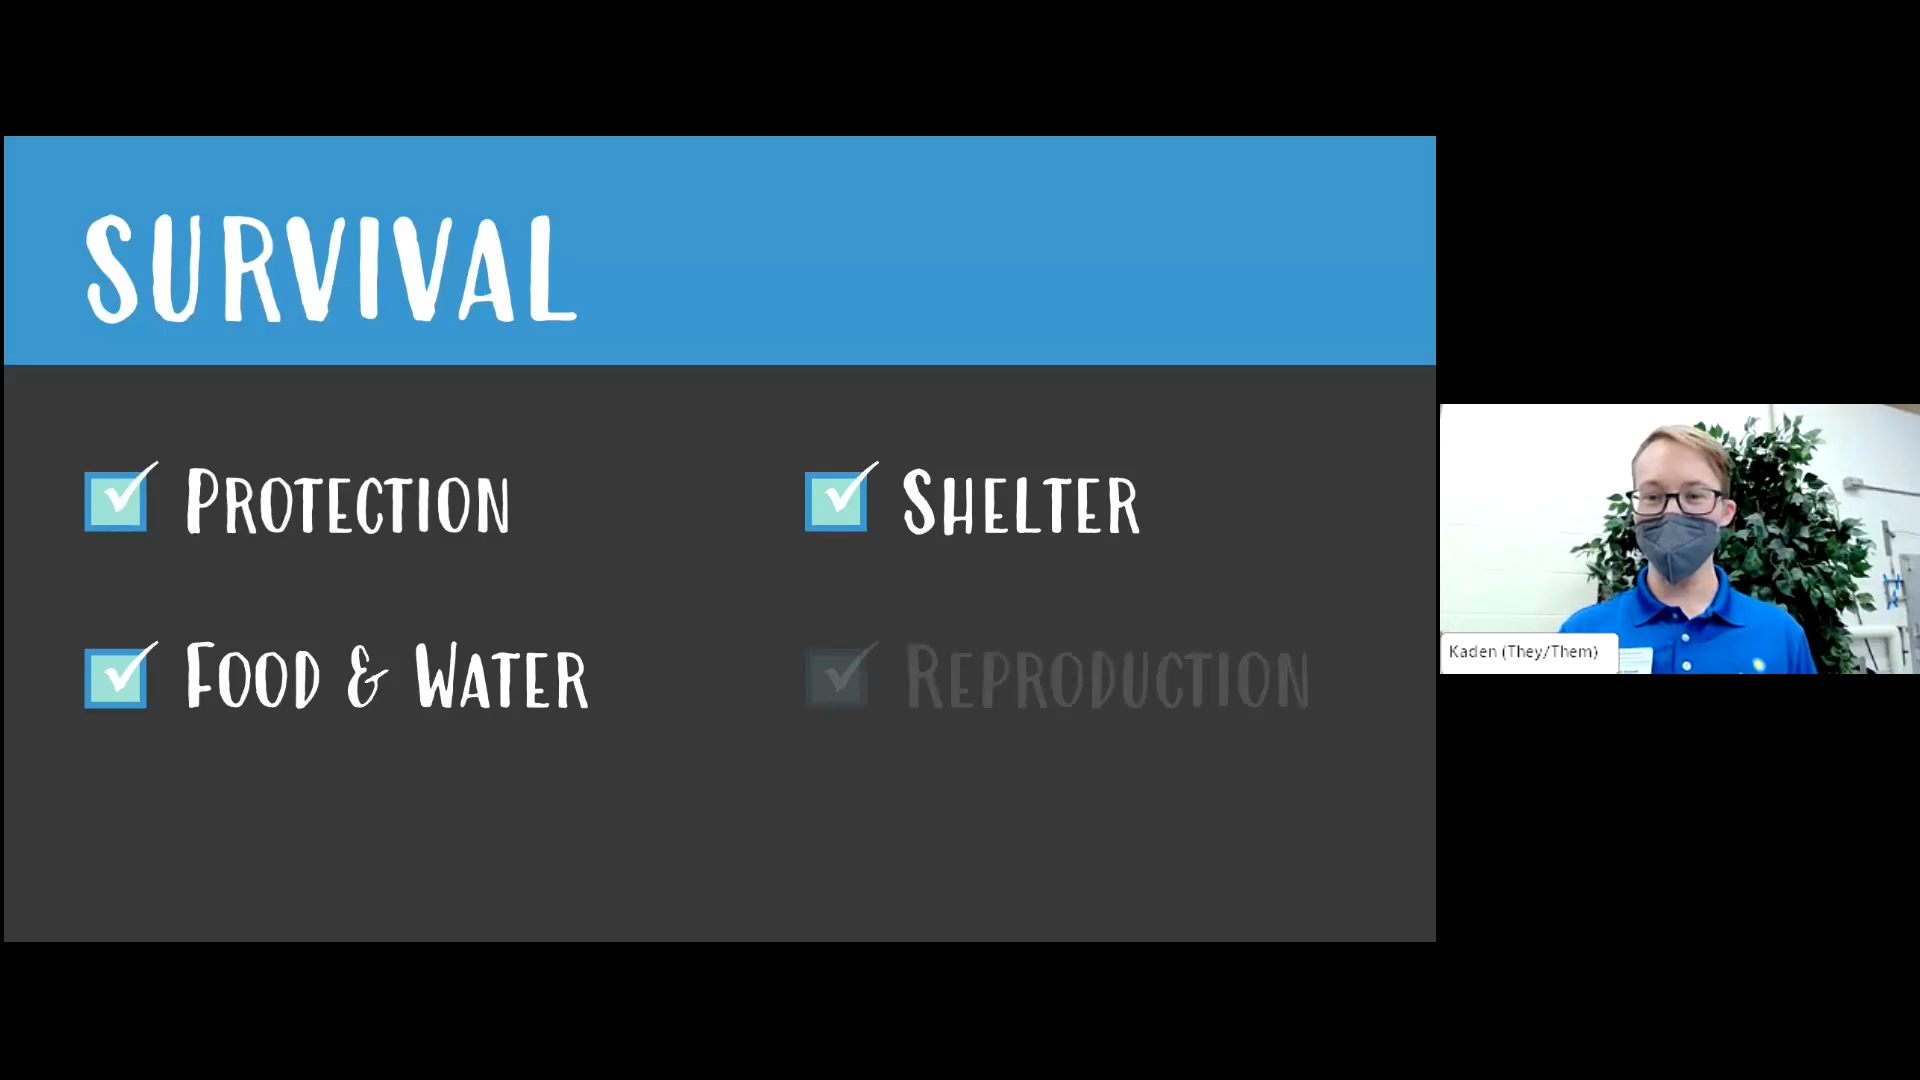 SURVIVAL
PROTECTION
FOOD & WATER
SHELTER
REPRODUCTION
Kaden (They/Them)